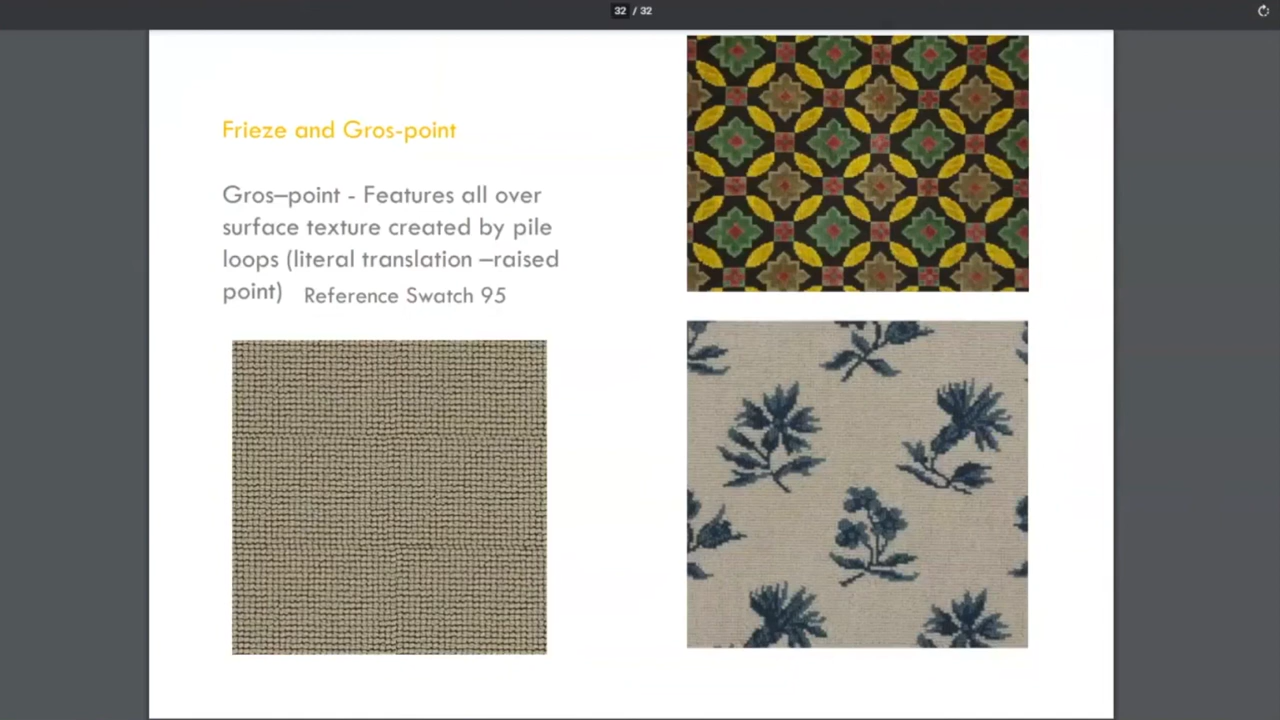 32 / 32
Frieze and Gros-point
Gros–point - Features all over
surface texture created by pile
loops (literal translation –raised
point) Reference Swatch 95